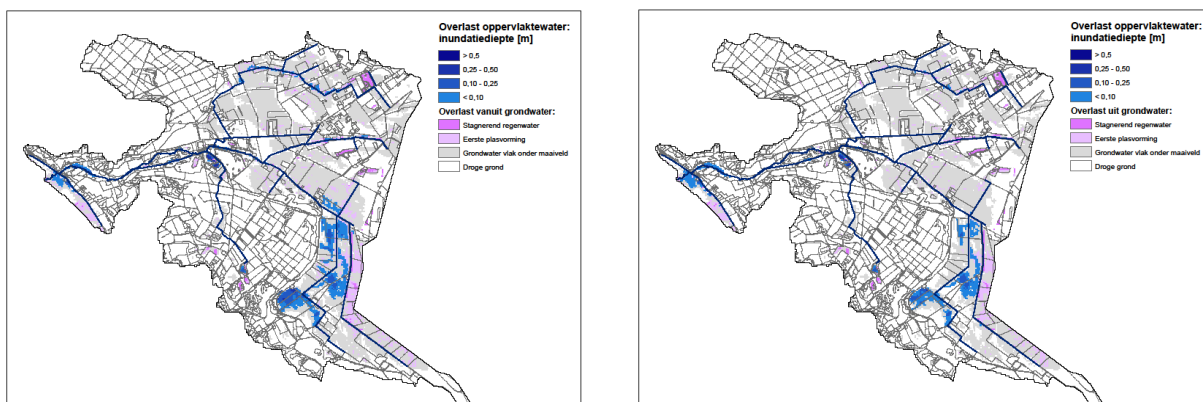 Overlast oppervlaktewater:
inundatiediepte [m]
> 0,5
0,25 - 0,50
0,10 - 0,25
< 0,10
Overlast vanuit grondwater:
Stagnerend regenwater
Eerste plasvorming
Grondwater vlak onder maaiveld
Droge grond
Overlast oppervlaktewater:
inundatiediepte [m]
> 0,5
0,25 - 0,50
0,10 - 0,25
< 0,10
Overlast uit grondwater:
Stagnerend regenwater
Eerste plasvorming
Grondwater vlak onder maaiveld
Droge grond